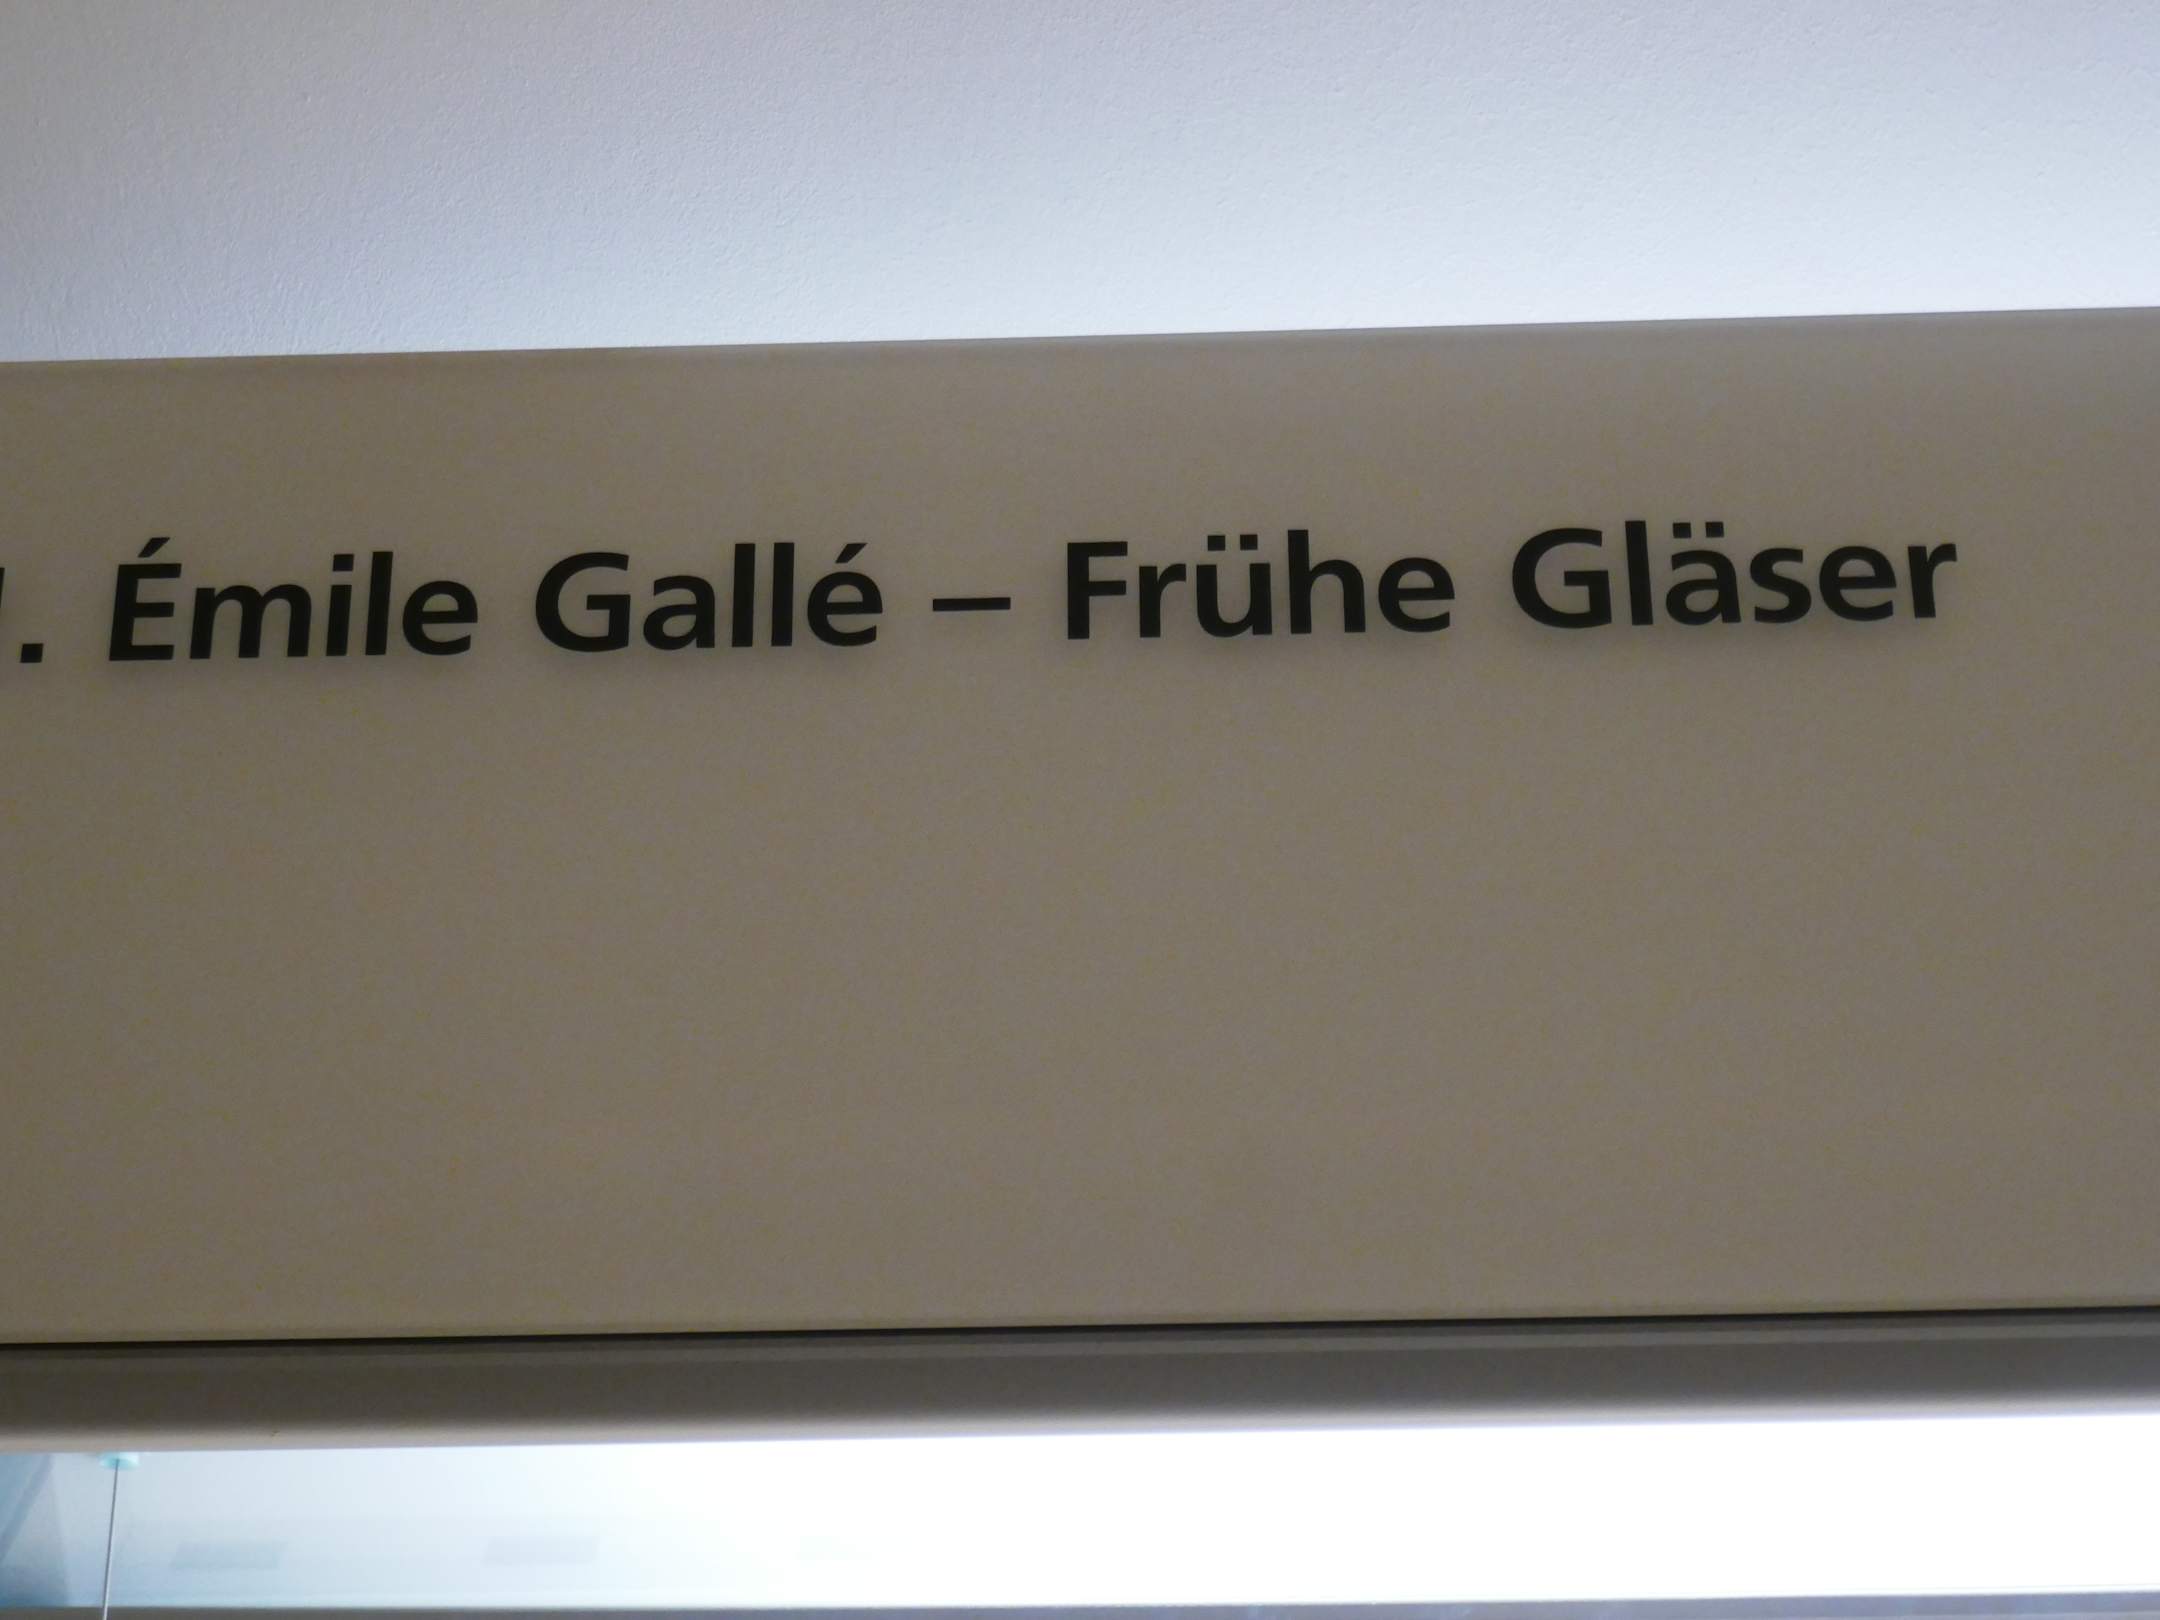 . Émile Gallé – Frühe Gläser